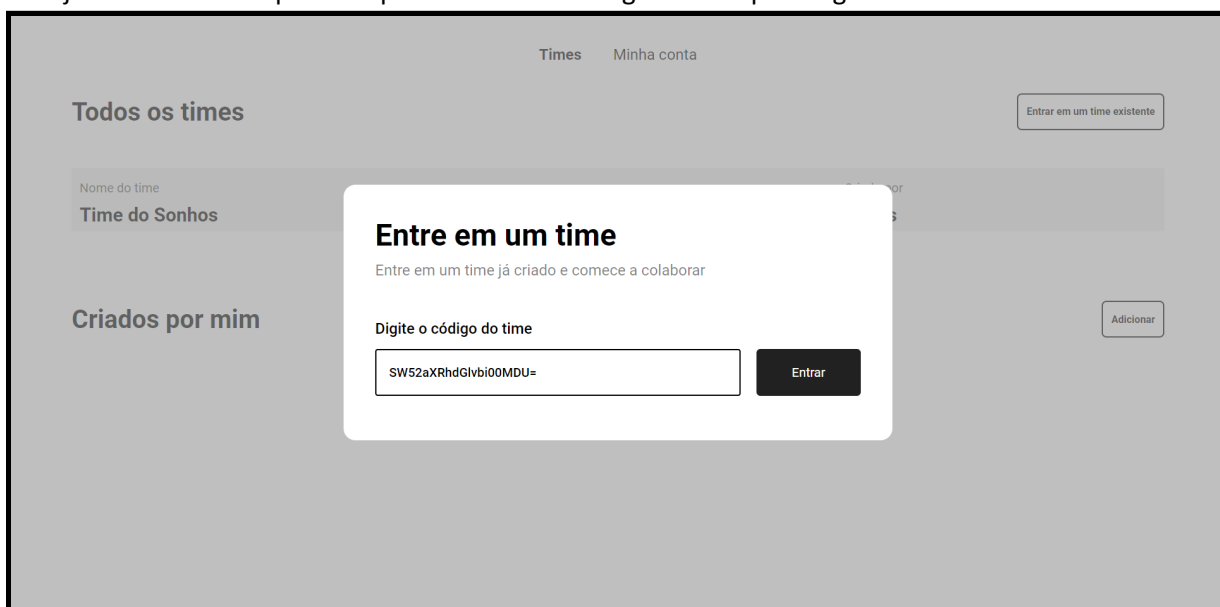 Times Minha conta
Todos os times
Entrar em um time existente
Nome do time
Time do Sonhos
Entre em um time
Entre em um time já criado e comece a colaborar
Criados por mim
Adicionar
Digite o código do time
SW52aXRhdGlvbi00MDU=
Entrar